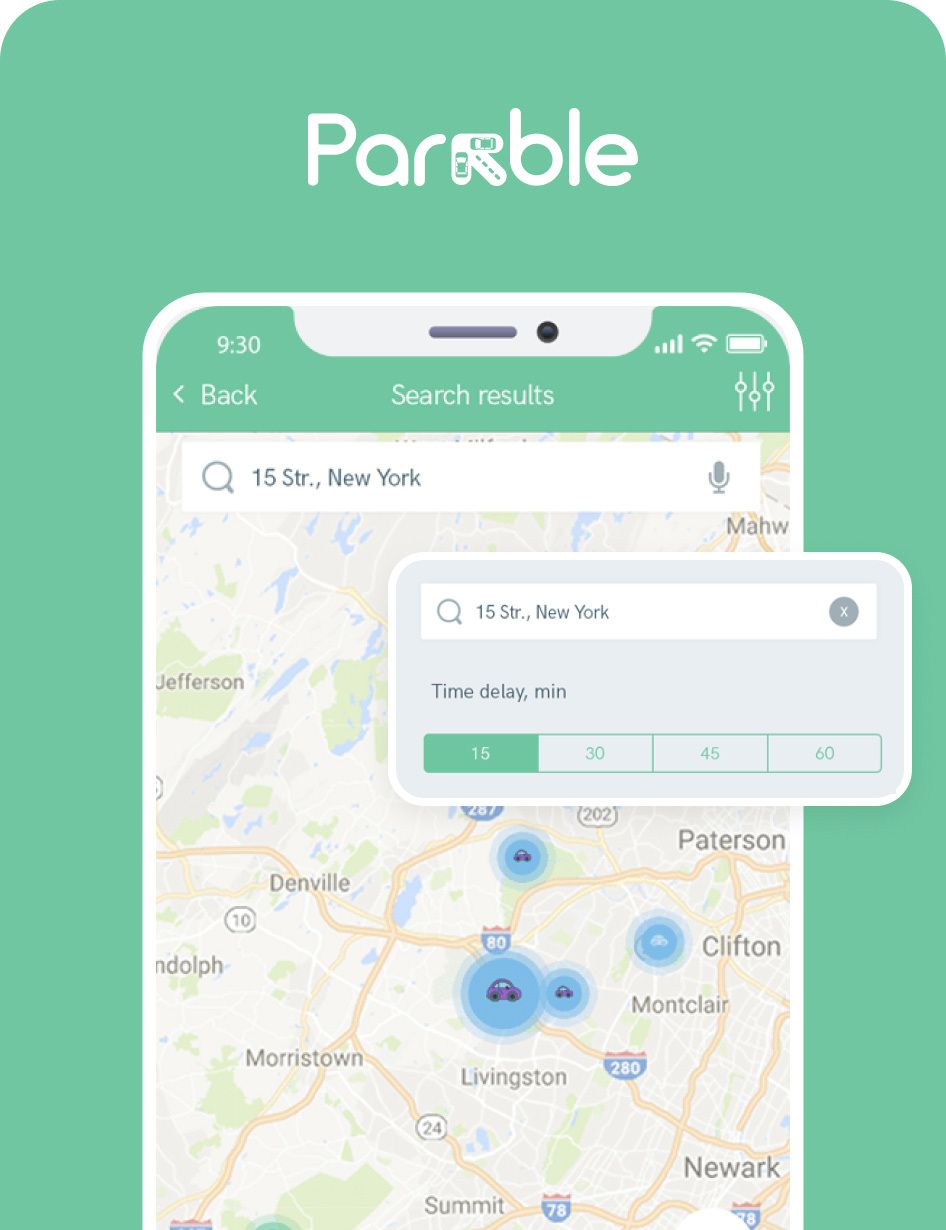 Parkble
9:30
Back
Search results
15 Str., New York
Mahw
15 Str., New York
X
Time delay, min
15 30 45 60
Jefferson
287
202
Paterson
Denville
10
80
Clifton
ndolph
Montclair
Morristown
280
Livingston
24
Newark
Summit
78
78